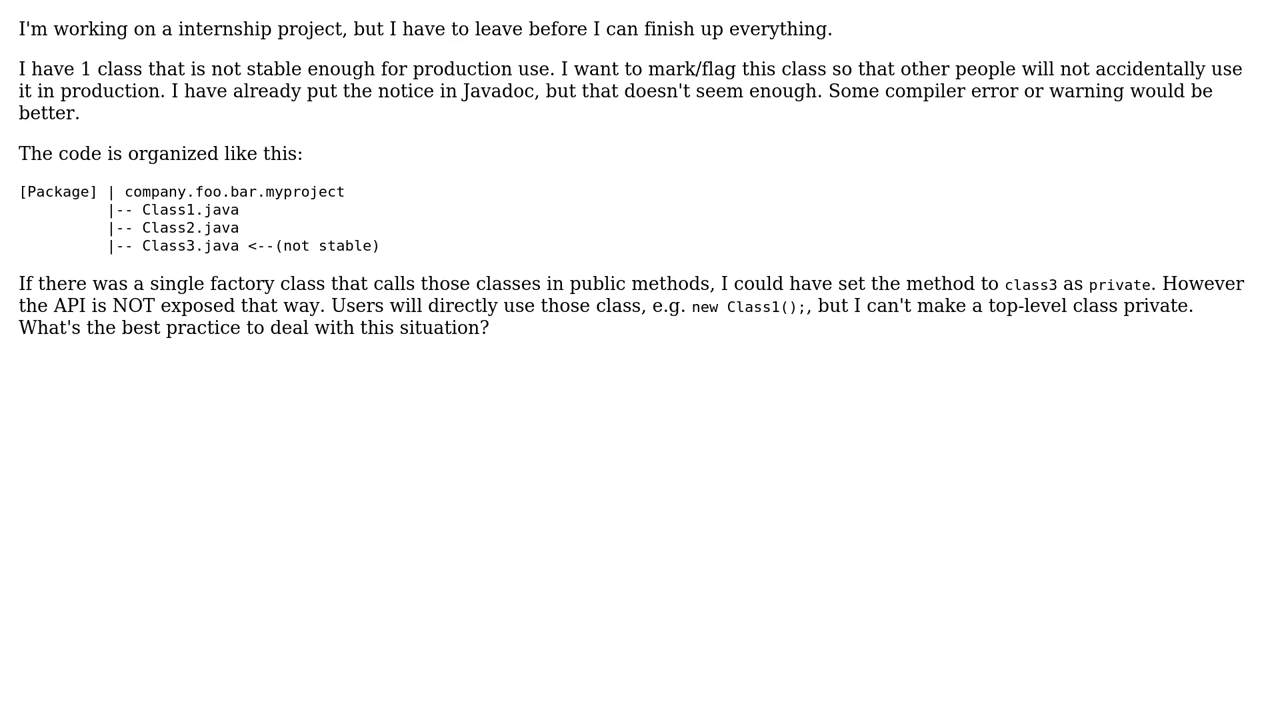 I'm working on a internship project, but I have to leave before I can finish up everything.
I have 1 class that is not stable enough for production use. I want to mark/flag this class so that other people will not accidentally use
it in production. I have already put the notice in Javadoc, but that doesn't seem enough. Some compiler error or warning would be
better.
The code is organized like this:
[Package] | company.foo.bar.myproject
          |-- Class1.java
          |-- Class2.java
          |-- Class3.java <--(not stable)
If there was a single factory class that calls those classes in public methods, I could have set the method to class3 as private. However
the API is NOT exposed that way. Users will directly use those class, e.g. new Class1();, but I can't make a top-level class private.
What's the best practice to deal with this situation?